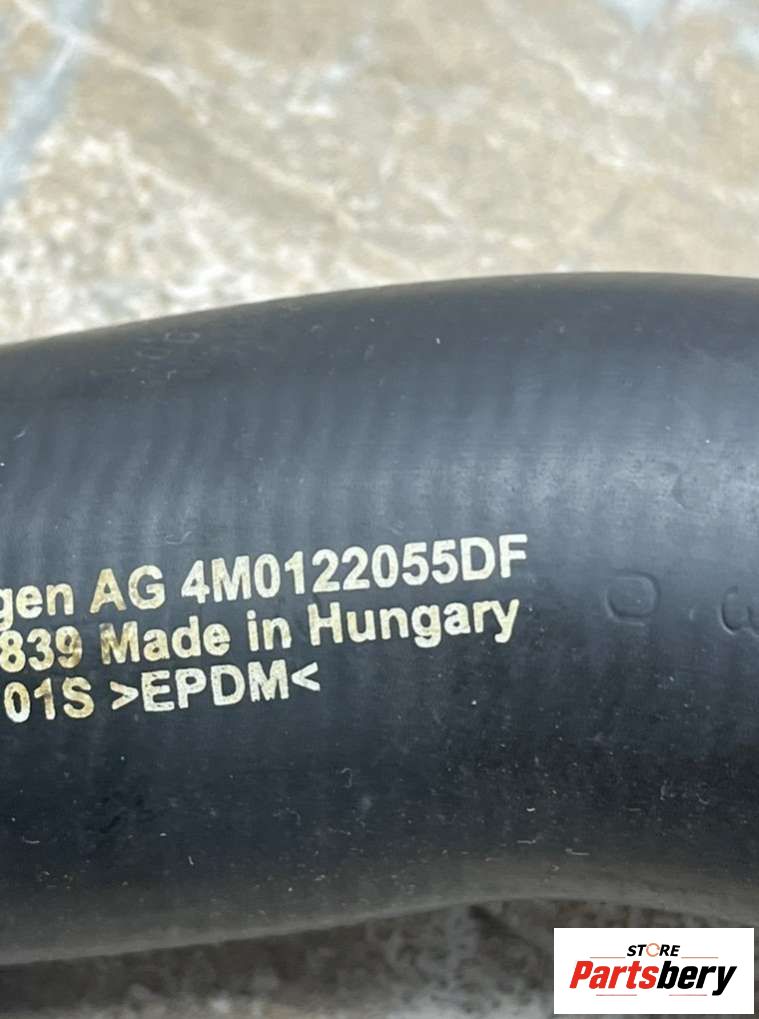 gen AG 4M0122055DF
839 Made in Hungary
01S >EPDM<
STORE
Partsbery